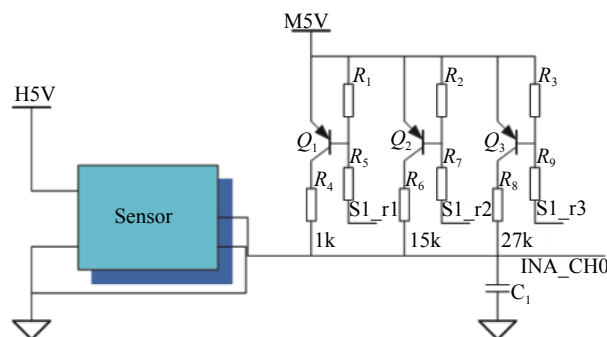 M5V
H5V
R1
R2
R3
Q1
Q2
Q3
R5
R7
R9
R4
R6
R8
Sensor
S1_r1
S1_r2
S1_r3
1k
15k
27k
INA_CH0
C1